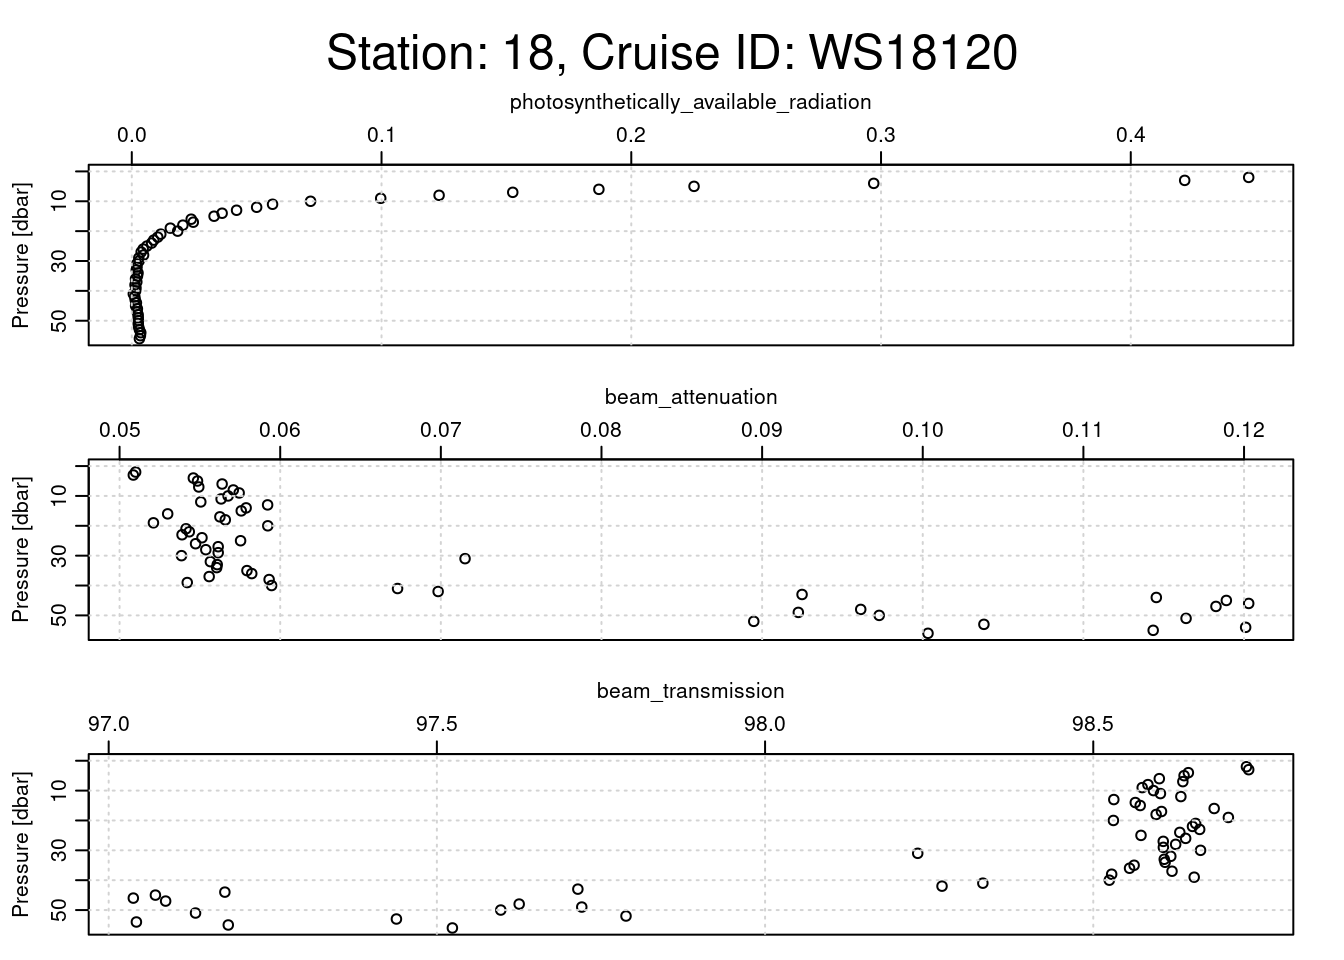 Station: 18, Cruise ID: WS18120
photosynthetically_available_radiation
0.0 0.1 0.2 0.3 0.4
Pressure [dbar]
10
30
50
beam_attenuation
0.05 0.06 0.07 0.08 0.09 0.10 0.11 0.12
Pressure [dbar]
10
30
50
beam_transmission
97.0 97.5 98.0 98.5
Pressure [dbar]
10
30
50